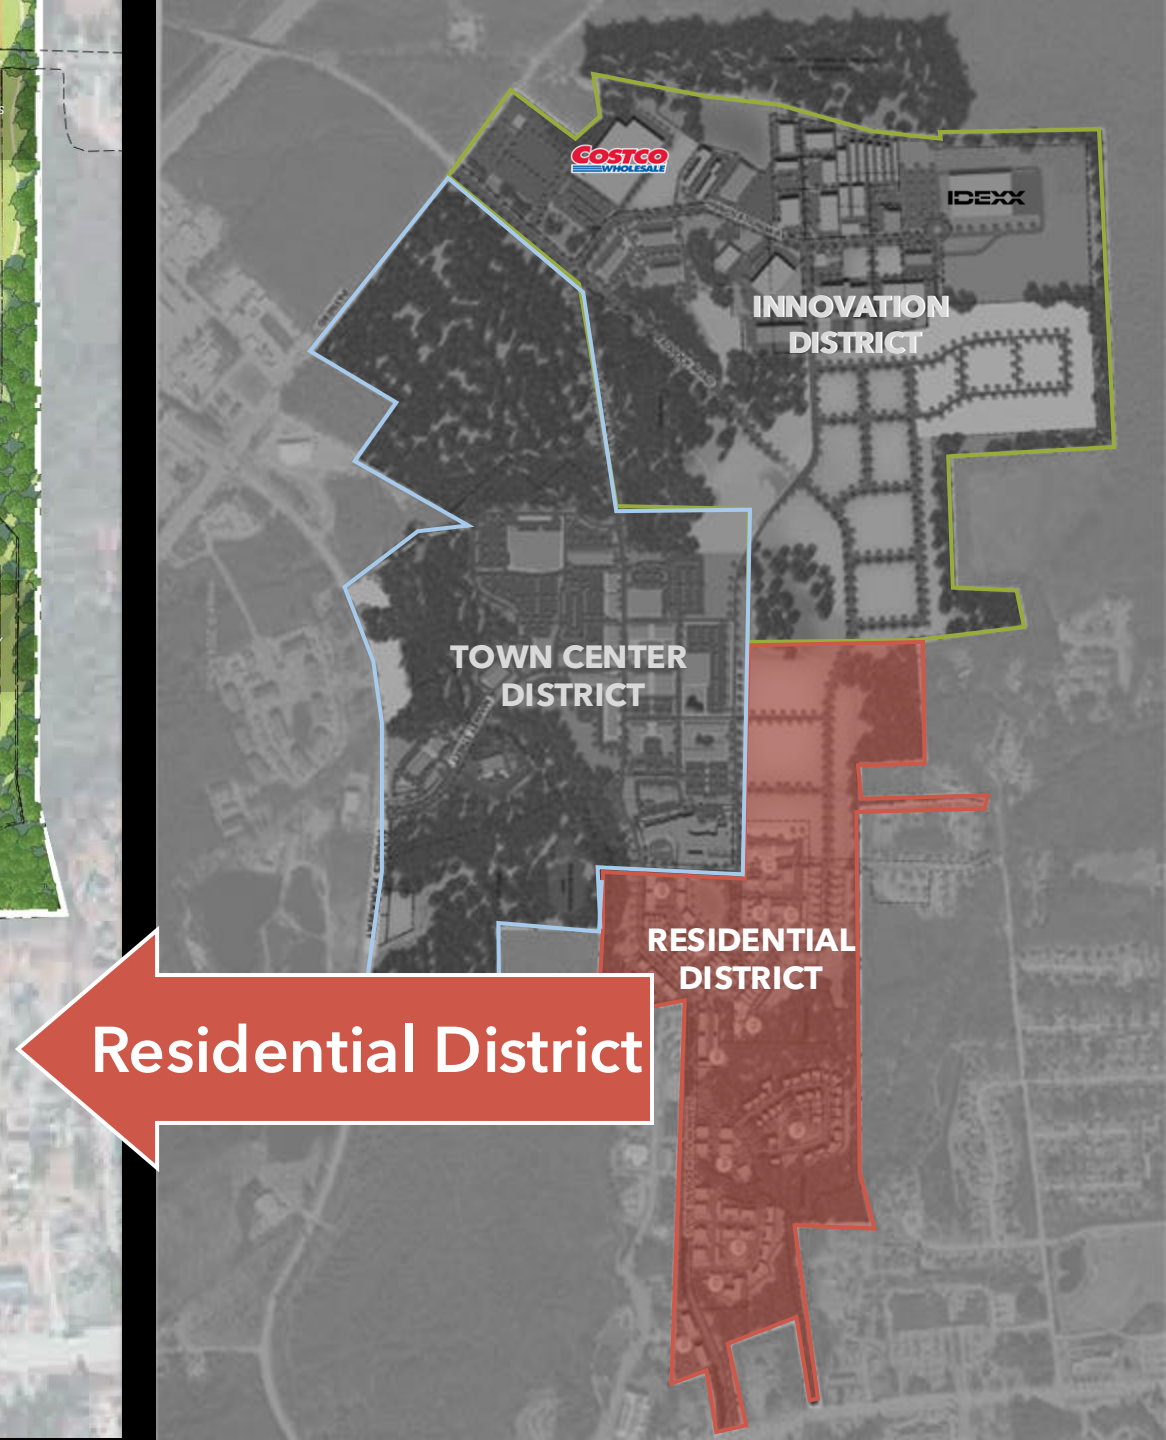 COSTCO
WHOLESALE
IDEXX
INNOVATION
DISTRICT
TOWN CENTER
DISTRICT
RESIDENTIAL
DISTRICT
Residential District